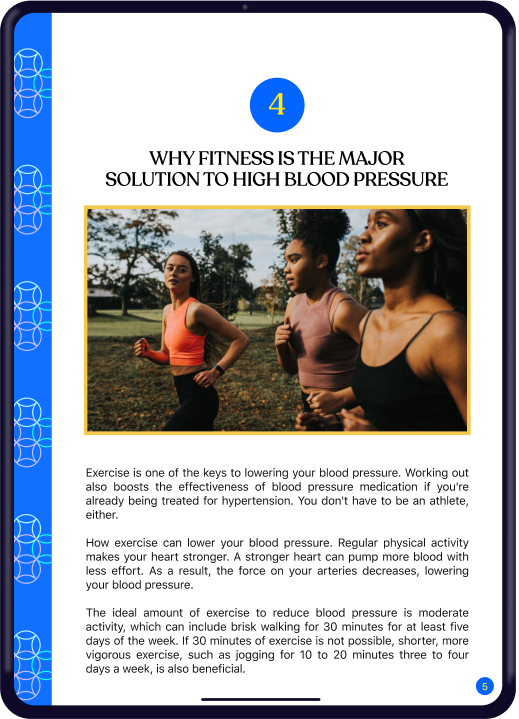 4
WHY FITNESS IS THE MAJOR
SOLUTION TO HIGH BLOOD PRESSURE
Exercise is one of the keys to lowering your blood pressure. Working out
also boosts the effectiveness of blood pressure medication if you're
already being treated for hypertension. You don't have to be an athlete,
either.
How exercise can lower your blood pressure. Regular physical activity
makes your heart stronger. A stronger heart can pump more blood with
less effort. As a result, the force on your arteries decreases, lowering
your blood pressure.
The ideal amount of exercise to reduce blood pressure is moderate
activity, which can include brisk walking for 30 minutes for at least five
days of the week. If 30 minutes of exercise is not possible, shorter, more
vigorous exercise, such as jogging for 10 to 20 minutes three to four
days a week, is also beneficial.
5